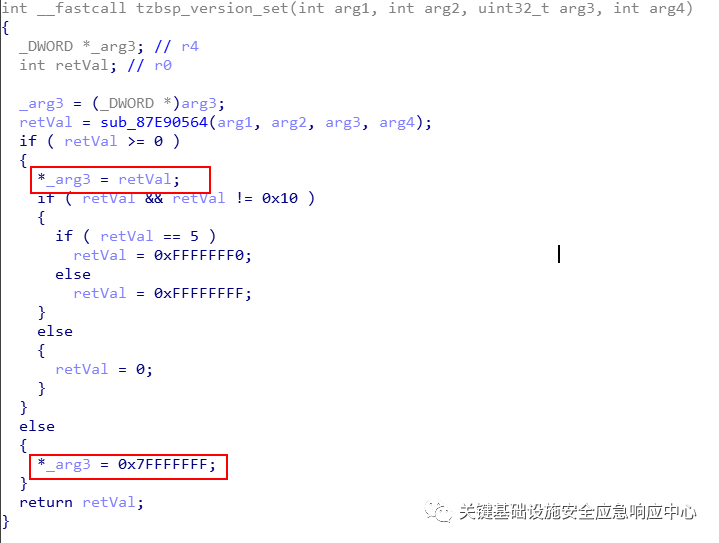 int __fastcall tzbsp_version_set(int arg1, int arg2, uint32_t arg3, int arg4)
{
  _DWORD *_arg3; // r4
  int retVal; // r0

  _arg3 = (_DWORD *)arg3;
  retVal = sub_87E90564(arg1, arg2, arg3, arg4);
  if ( retVal >= 0 )
  {
    *_arg3 = retVal;
    if ( retVal && retVal != 0x10 )
    {
      if ( retVal == 5 )
        retVal = 0xFFFFFFF0;
      else
        retVal = 0xFFFFFFFF;
    }
    else
    {
      retVal = 0;
    }
  }
  else
  {
    *_arg3 = 0x7FFFFFFF;
  }
  return retVal;
}
关键基础设施安全应急响应中心